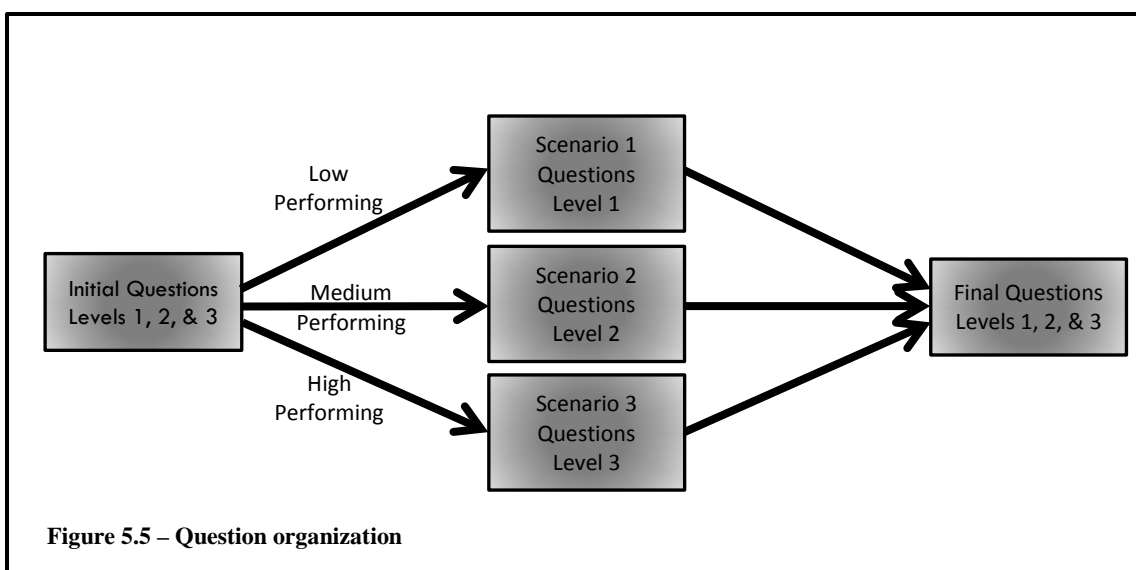 Initial Questions
Levels 1, 2, & 3
Low
Performing
Medium
Performing
High
Performing
Scenario 1
Questions
Level 1
Scenario 2
Questions
Level 2
Scenario 3
Questions
Level 3
Final Questions
Levels 1, 2, & 3
Figure 5.5 – Question organization